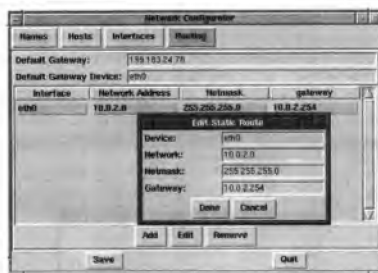 Network Configurator
Names Hosts Interfaces Routing
Default Gateway: 199.183.24.76
Default Gateway Device: eth0
Interface Network Address Netmask gateway
eth0 10.0.2.0 255.255.255.0 10.0.2.254
Edit Static Route
Device: eth0
Network: 10.0.2.0
Netmask: 255.255.255.0
Gateway: 10.0.2.254
Done Cancel
Add Edit Remove
Save Quit